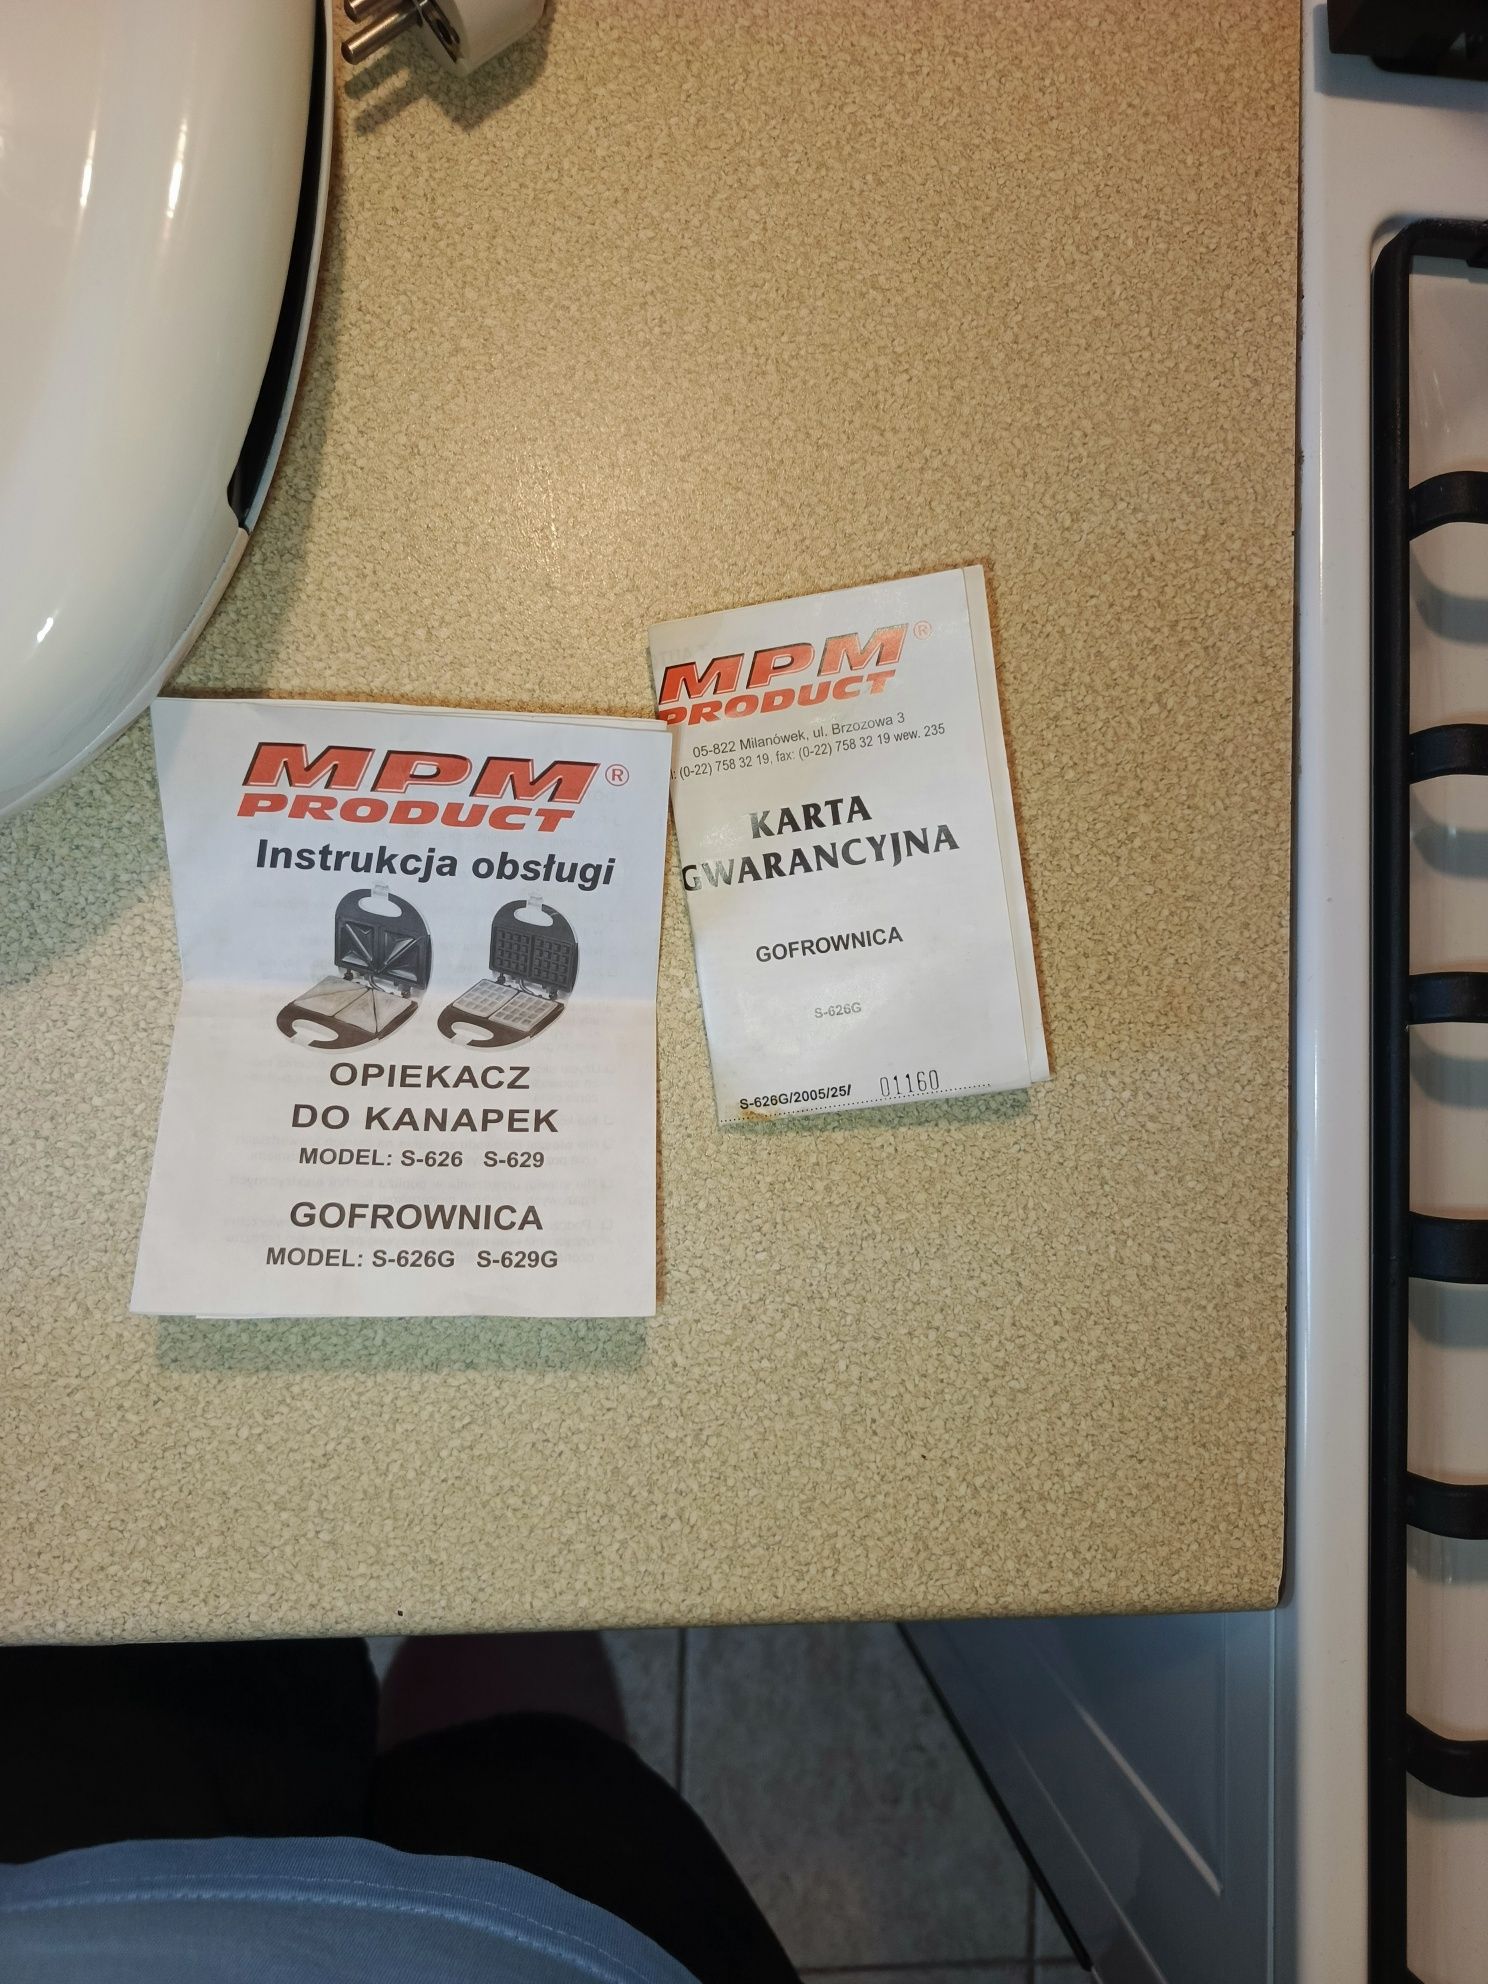 MPM®
PRODUCT
Instrukcja obsługi
OPIEKACZ
DO KANAPEK
MODEL: S-626 S-629
GOFROWNICA
MODEL: S-626G S-629G
MPM®
PRODUCT
05-822 Milanówek, ul. Brzozowa 3
(0-22) 758 32 19, fax: (0-22) 758 32 19 wew. 235
KARTA
GWARANCYJNA
GOFROWNICA
S-626G
S-626G/2005/25/ 01160